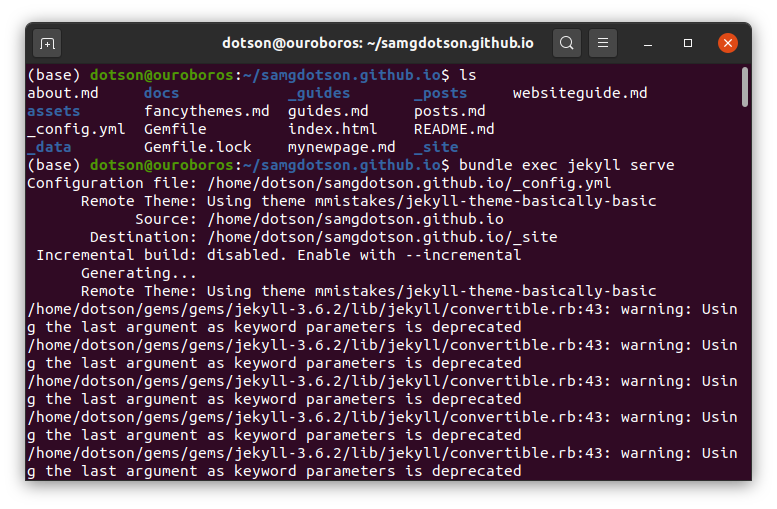 dotson@ouroboros: ~/samgdotson.github.io
(base) dotson@ouroboros:~/samgdotson.github.io$ ls
about.md     docs            _guides       _posts     websiteguide.md
assets       fancythemes.md  guides.md     posts.md
_config.yml  Gemfile         index.html    README.md
_data        Gemfile.lock    mynewpage.md  _site
(base) dotson@ouroboros:~/samgdotson.github.io$ bundle exec jekyll serve
Configuration file: /home/dotson/samgdotson.github.io/_config.yml
      Remote Theme: Using theme mmistakes/jekyll-theme-basically-basic
            Source: /home/dotson/samgdotson.github.io
       Destination: /home/dotson/samgdotson.github.io/_site
 Incremental build: disabled. Enable with --incremental
      Generating...
      Remote Theme: Using theme mmistakes/jekyll-theme-basically-basic
/home/dotson/gems/gems/jekyll-3.6.2/lib/jekyll/convertible.rb:43: warning: Usin
g the last argument as keyword parameters is deprecated
/home/dotson/gems/gems/jekyll-3.6.2/lib/jekyll/convertible.rb:43: warning: Usin
g the last argument as keyword parameters is deprecated
/home/dotson/gems/gems/jekyll-3.6.2/lib/jekyll/convertible.rb:43: warning: Usin
g the last argument as keyword parameters is deprecated
/home/dotson/gems/gems/jekyll-3.6.2/lib/jekyll/convertible.rb:43: warning: Usin
g the last argument as keyword parameters is deprecated
/home/dotson/gems/gems/jekyll-3.6.2/lib/jekyll/convertible.rb:43: warning: Usin
g the last argument as keyword parameters is deprecated